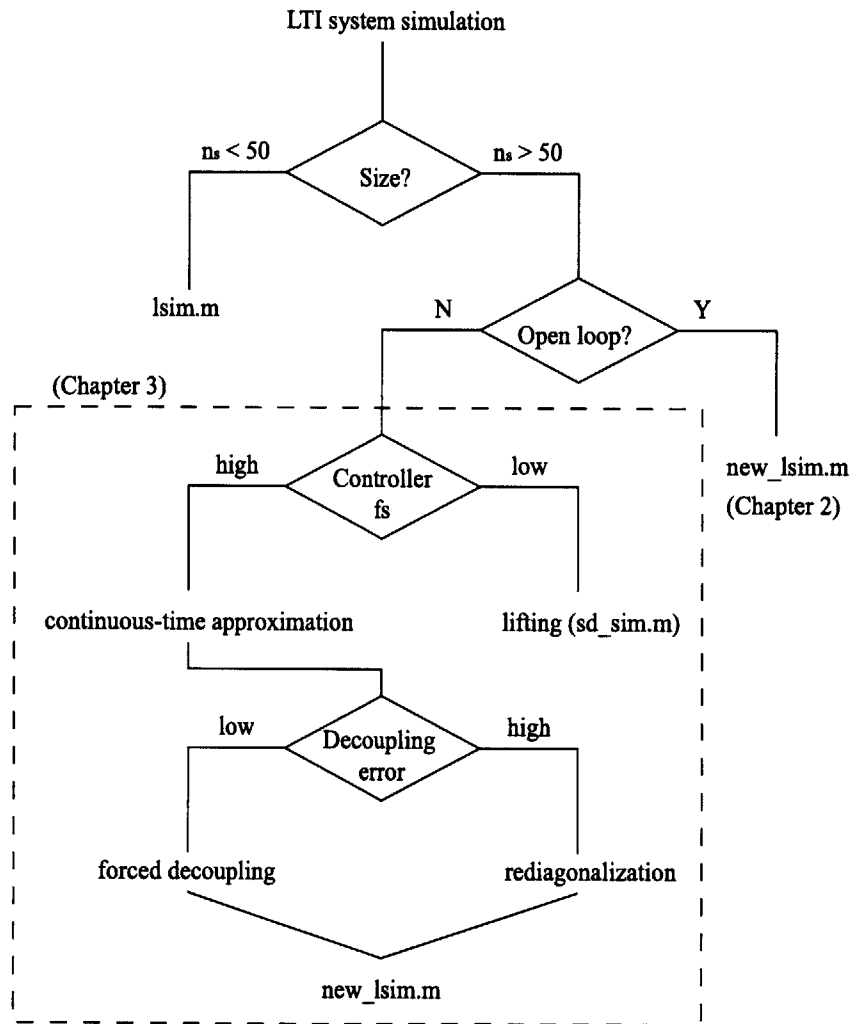 LTI system simulation
nₛ < 50
nₛ > 50
Size?
lsim.m
N
Y
Open loop?
(Chapter 3)
high
low
Controller
fs
new_lsim.m
(Chapter 2)
continuous-time approximation
lifting (sd_sim.m)
low
high
Decoupling
error
forced decoupling
rediagonalization
new_lsim.m